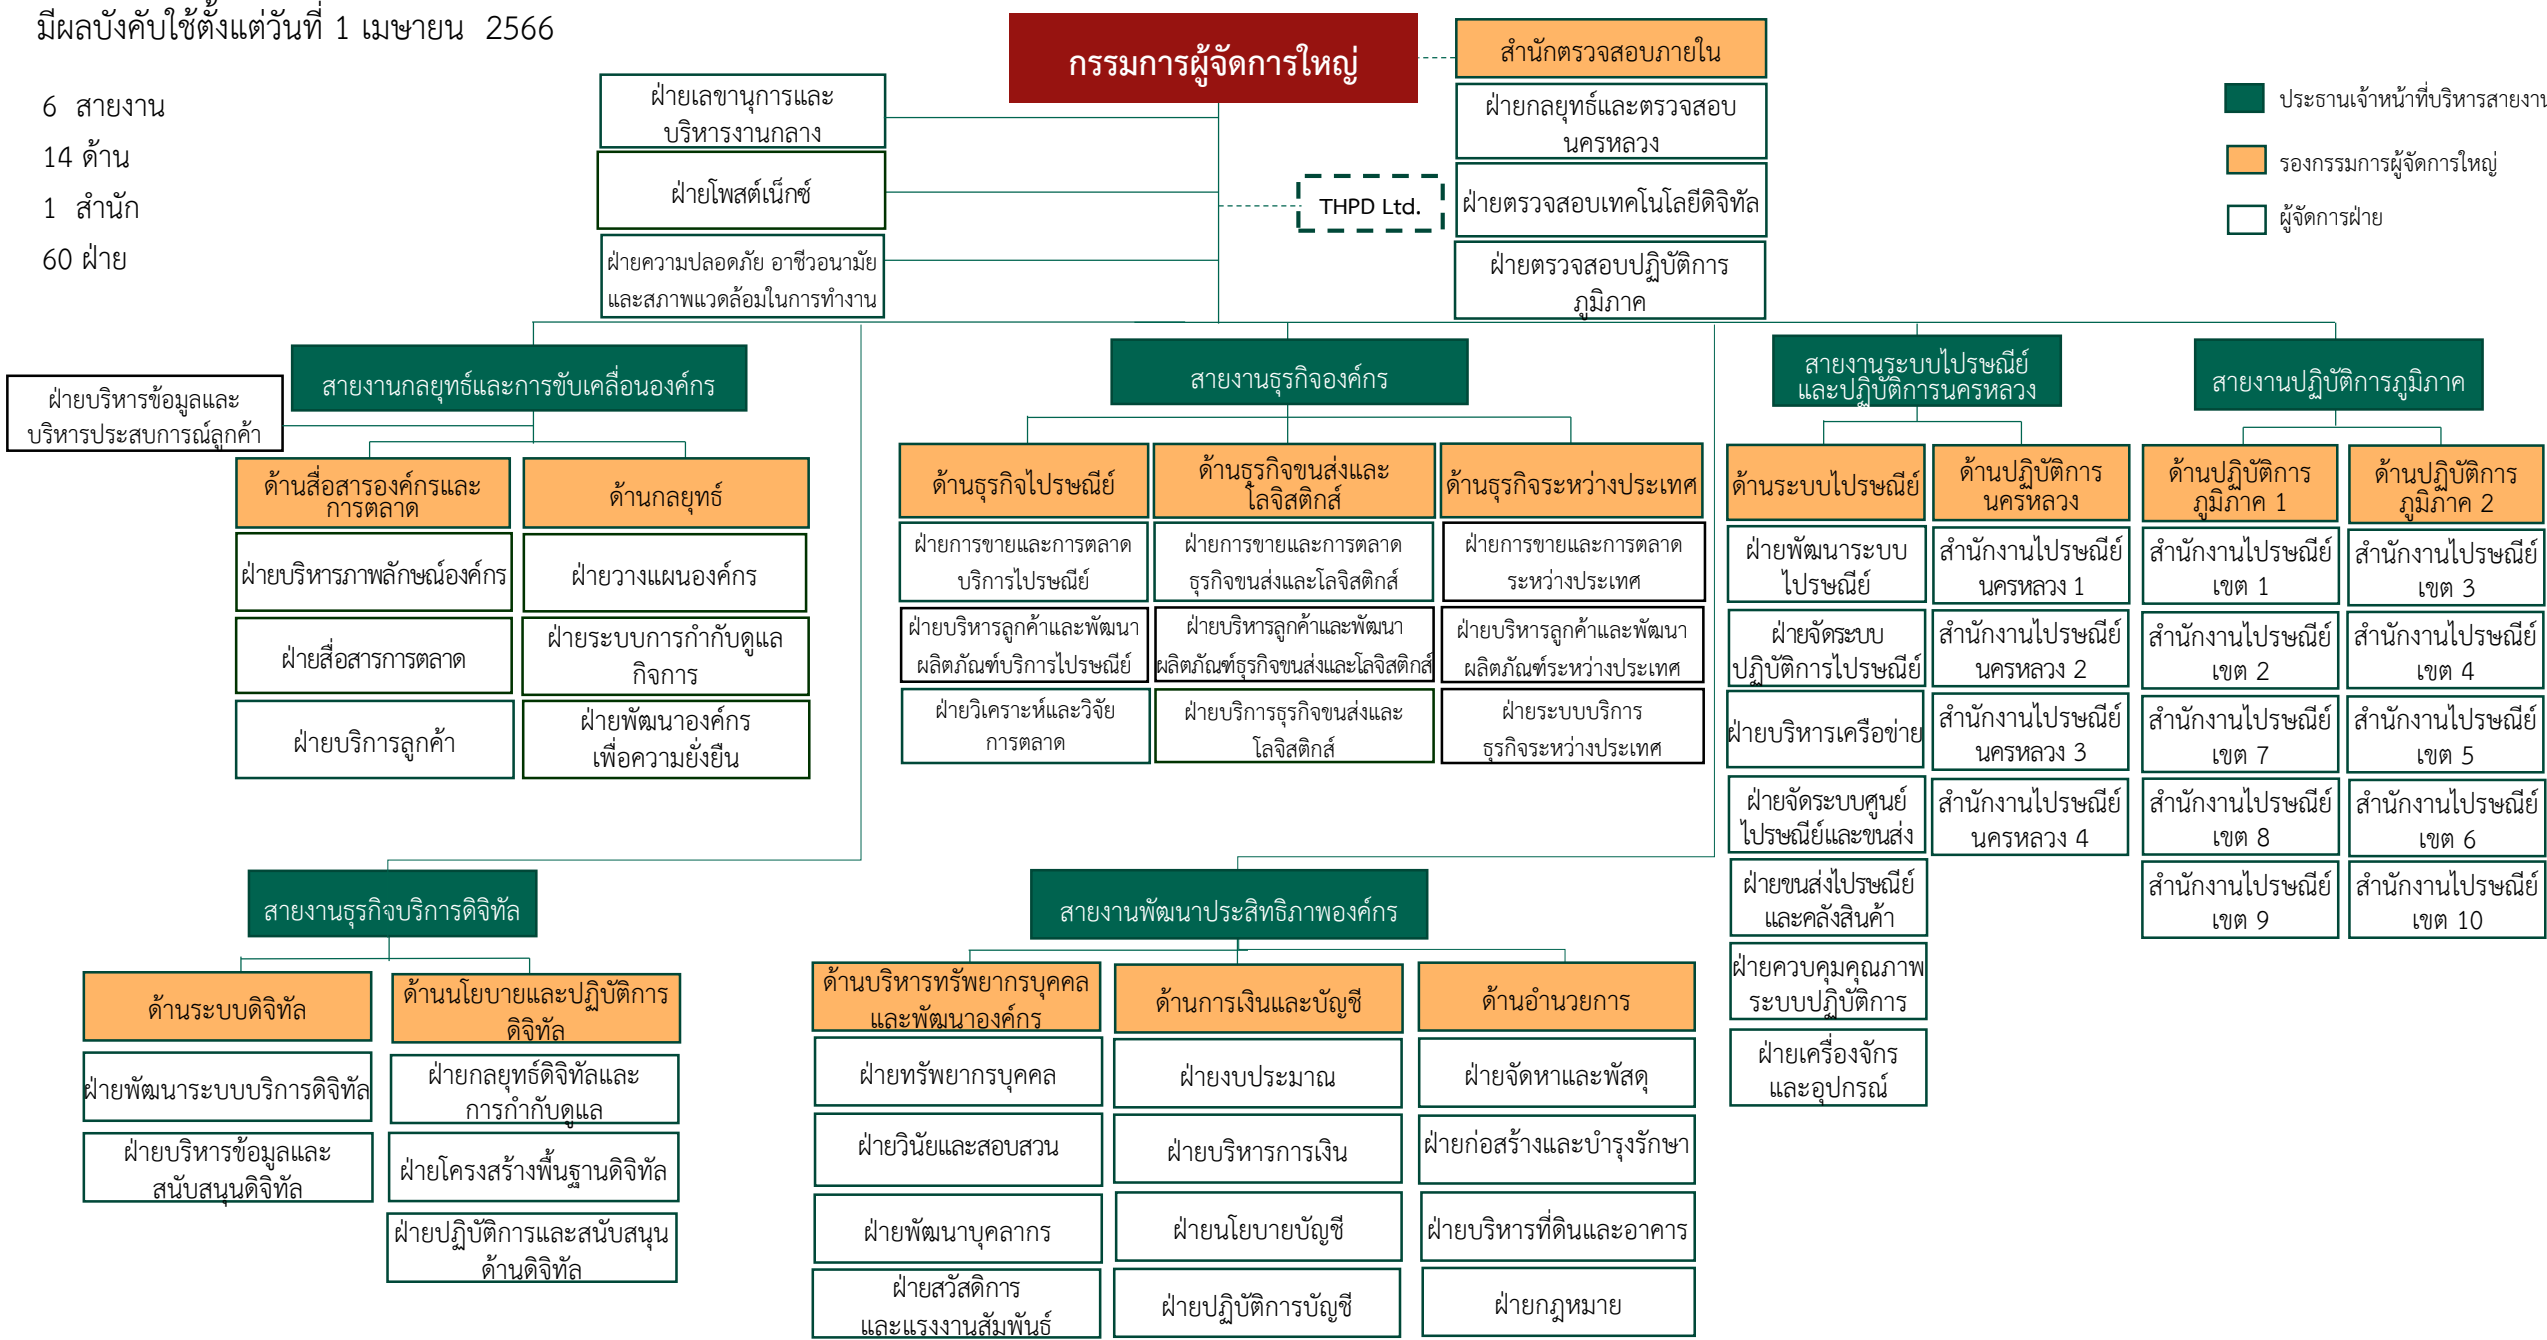 มีผลบังคับใช้ตั้งแต่วันที่ 1 เมษายน 2566
6 สายงาน
14 ด้าน
1 สำนัก
60 ฝ่าย
กรรมการผู้จัดการใหญ่
สำนักตรวจสอบภายใน
ฝ่ายกลยุทธ์และตรวจสอบ
นครหลวง
ฝ่ายตรวจสอบเทคโนโลยีดิจิทัล
ฝ่ายตรวจสอบปฏิบัติการ
ภูมิภาค
ฝ่ายเลขานุการและ
บริหารงานกลาง
ฝ่ายโพสต์เน็กซ์
ฝ่ายความปลอดภัย อาชีวอนามัย
และสภาพแวดล้อมในการทำงาน
THPD Ltd.
ประธานเจ้าหน้าที่บริหารสายงาน
รองกรรมการผู้จัดการใหญ่
ผู้จัดการฝ่าย
สายงานกลยุทธ์และการขับเคลื่อนองค์กร
ฝ่ายบริหารข้อมูลและ
บริหารประสบการณ์ลูกค้า
ด้านสื่อสารองค์กรและ
การตลาด
ฝ่ายบริหารภาพลักษณ์องค์กร
ฝ่ายสื่อสารการตลาด
ฝ่ายบริการลูกค้า
ด้านกลยุทธ์
ฝ่ายวางแผนองค์กร
ฝ่ายระบบการกำกับดูแล
กิจการ
ฝ่ายพัฒนาองค์กร
เพื่อความยั่งยืน
สายงานธุรกิจองค์กร
ด้านธุรกิจไปรษณีย์
ฝ่ายการขายและการตลาด
บริการไปรษณีย์
ฝ่ายบริหารลูกค้าและพัฒนา
ผลิตภัณฑ์บริการไปรษณีย์
ฝ่ายวิเคราะห์และวิจัย
การตลาด
ด้านธุรกิจขนส่งและ
โลจิสติกส์
ฝ่ายการขายและการตลาด
ธุรกิจขนส่งและโลจิสติกส์
ฝ่ายบริหารลูกค้าและพัฒนา
ผลิตภัณฑ์ธุรกิจขนส่งและโลจิสติกส์
ฝ่ายบริการธุรกิจขนส่งและ
โลจิสติกส์
ด้านธุรกิจระหว่างประเทศ
ฝ่ายการขายและการตลาด
ระหว่างประเทศ
ฝ่ายบริหารลูกค้าและพัฒนา
ผลิตภัณฑ์ระหว่างประเทศ
ฝ่ายระบบบริการ
ธุรกิจระหว่างประเทศ
สายงานระบบไปรษณีย์
และปฏิบัติการนครหลวง
ด้านระบบไปรษณีย์
ฝ่ายพัฒนาระบบ
ไปรษณีย์
ฝ่ายจัดระบบ
ปฏิบัติการไปรษณีย์
ฝ่ายบริหารเครือข่าย
ฝ่ายจัดระบบศูนย์
ไปรษณีย์และขนส่ง
ฝ่ายขนส่งไปรษณีย์
และคลังสินค้า
ฝ่ายควบคุมคุณภาพ
ระบบปฏิบัติการ
ฝ่ายเครื่องจักร
และอุปกรณ์
ด้านปฏิบัติการ
นครหลวง
สำนักงานไปรษณีย์
นครหลวง 1
สำนักงานไปรษณีย์
นครหลวง 2
สำนักงานไปรษณีย์
นครหลวง 3
สำนักงานไปรษณีย์
นครหลวง 4
สายงานปฏิบัติการภูมิภาค
ด้านปฏิบัติการ
ภูมิภาค 1
สำนักงานไปรษณีย์
เขต 1
สำนักงานไปรษณีย์
เขต 2
สำนักงานไปรษณีย์
เขต 7
สำนักงานไปรษณีย์
เขต 8
สำนักงานไปรษณีย์
เขต 9
ด้านปฏิบัติการ
ภูมิภาค 2
สำนักงานไปรษณีย์
เขต 3
สำนักงานไปรษณีย์
เขต 4
สำนักงานไปรษณีย์
เขต 5
สำนักงานไปรษณีย์
เขต 6
สำนักงานไปรษณีย์
เขต 10
สายงานธุรกิจบริการดิจิทัล
ด้านระบบดิจิทัล
ฝ่ายพัฒนาระบบบริการดิจิทัล
ฝ่ายบริหารข้อมูลและ
สนับสนุนดิจิทัล
ด้านนโยบายและปฏิบัติการ
ดิจิทัล
ฝ่ายกลยุทธ์ดิจิทัลและ
การกำกับดูแล
ฝ่ายโครงสร้างพื้นฐานดิจิทัล
ฝ่ายปฏิบัติการและสนับสนุน
ด้านดิจิทัล
สายงานพัฒนาประสิทธิภาพองค์กร
ด้านบริหารทรัพยากรบุคคล
และพัฒนาองค์กร
ฝ่ายทรัพยากรบุคคล
ฝ่ายวินัยและสอบสวน
ฝ่ายพัฒนาบุคลากร
ฝ่ายสวัสดิการ
และแรงงานสัมพันธ์
ด้านการเงินและบัญชี
ฝ่ายงบประมาณ
ฝ่ายบริหารการเงิน
ฝ่ายนโยบายบัญชี
ฝ่ายปฏิบัติการบัญชี
ด้านอำนวยการ
ฝ่ายจัดหาและพัสดุ
ฝ่ายก่อสร้างและบำรุงรักษา
ฝ่ายบริหารที่ดินและอาคาร
ฝ่ายกฎหมาย